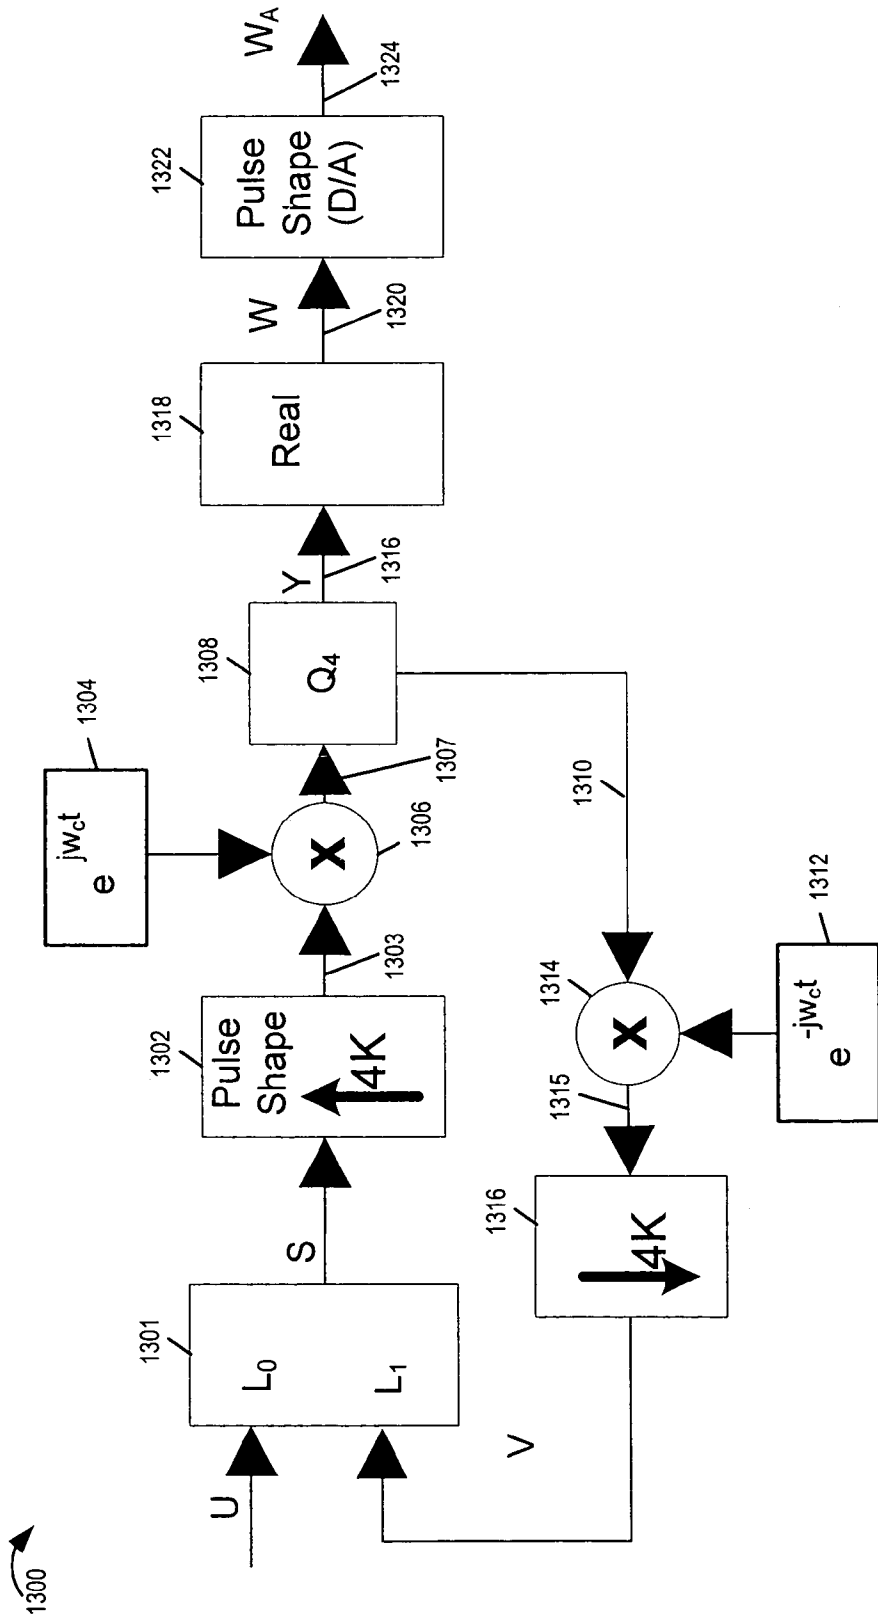 1300
U
V
1301
L0
L1
S
1302
Pulse
Shape
4K
1303
1304
e^jwct
X
1306
1307
1308
Q4
1310
1312
e^-jwct
1314
X
1315
1316
4K
Y
1316
1318
Real
W
1320
1322
Pulse
Shape
(D/A)
WA
1324